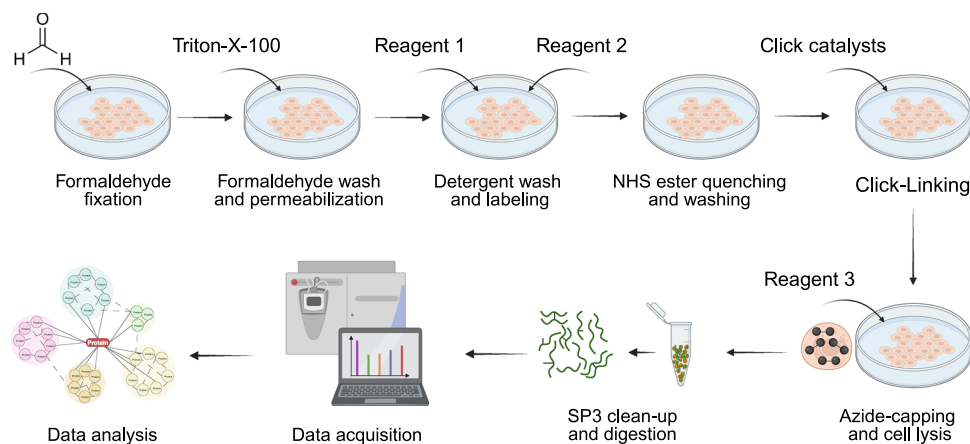 O
H
H
Triton-X-100
Reagent 1
Reagent 2
Click catalysts
Formaldehyde
fixation
Formaldehyde wash
and permeabilization
Detergent wash
and labeling
NHS ester quenching
and washing
Click-Linking
Reagent 3
Protein
Data analysis
Data acquisition
SP3 clean-up
and digestion
Azide-capping
and cell lysis